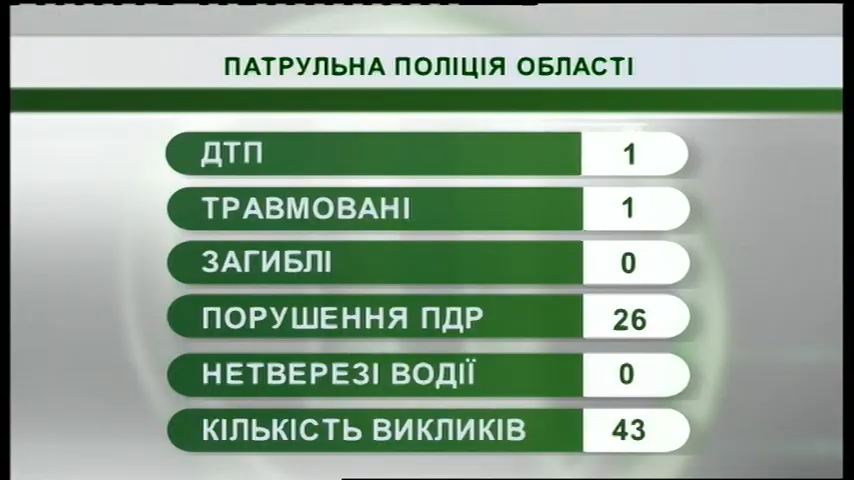 ПАТРУЛЬНА ПОЛІЦІЯ ОБЛАСТІ
ДТП 1
ТРАВМОВАНІ 1
ЗАГИБЛІ 0
ПОРУШЕННЯ ПДР 26
НЕТВЕРЕЗІ ВОДІЇ 0
КІЛЬКІСТЬ ВИКЛИКІВ 43